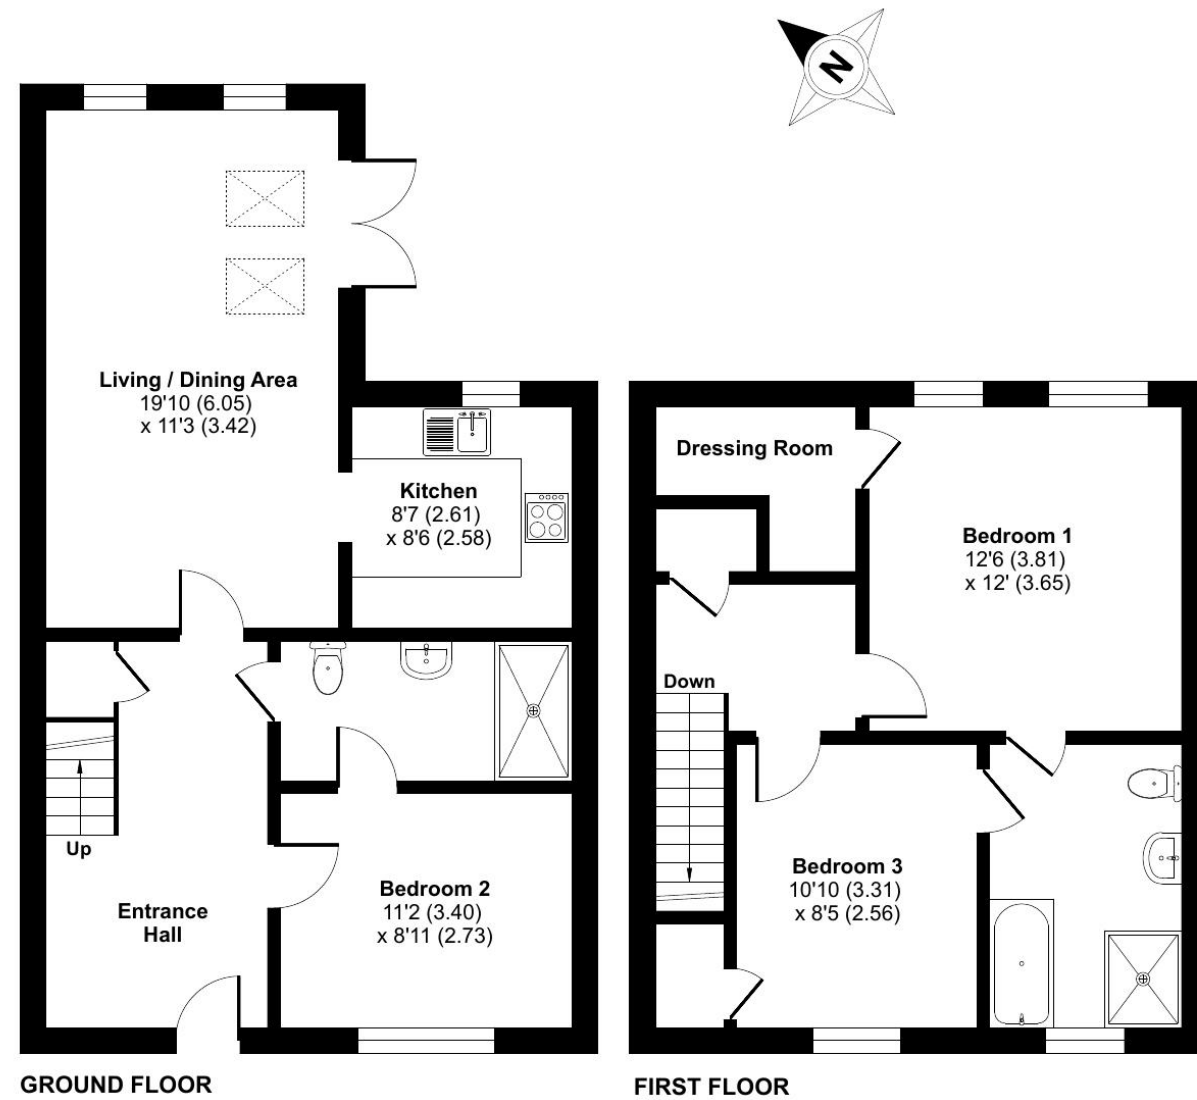 N
Living / Dining Area
19'10 (6.05)
x 11'3 (3.42)
Kitchen
8'7 (2.61)
x 8'6 (2.58)
Up
Entrance
Hall
Bedroom 2
11'2 (3.40)
x 8'11 (2.73)
GROUND FLOOR
Dressing Room
Bedroom 1
12'6 (3.81)
x 12' (3.65)
Down
Bedroom 3
10'10 (3.31)
x 8'5 (2.56)
FIRST FLOOR